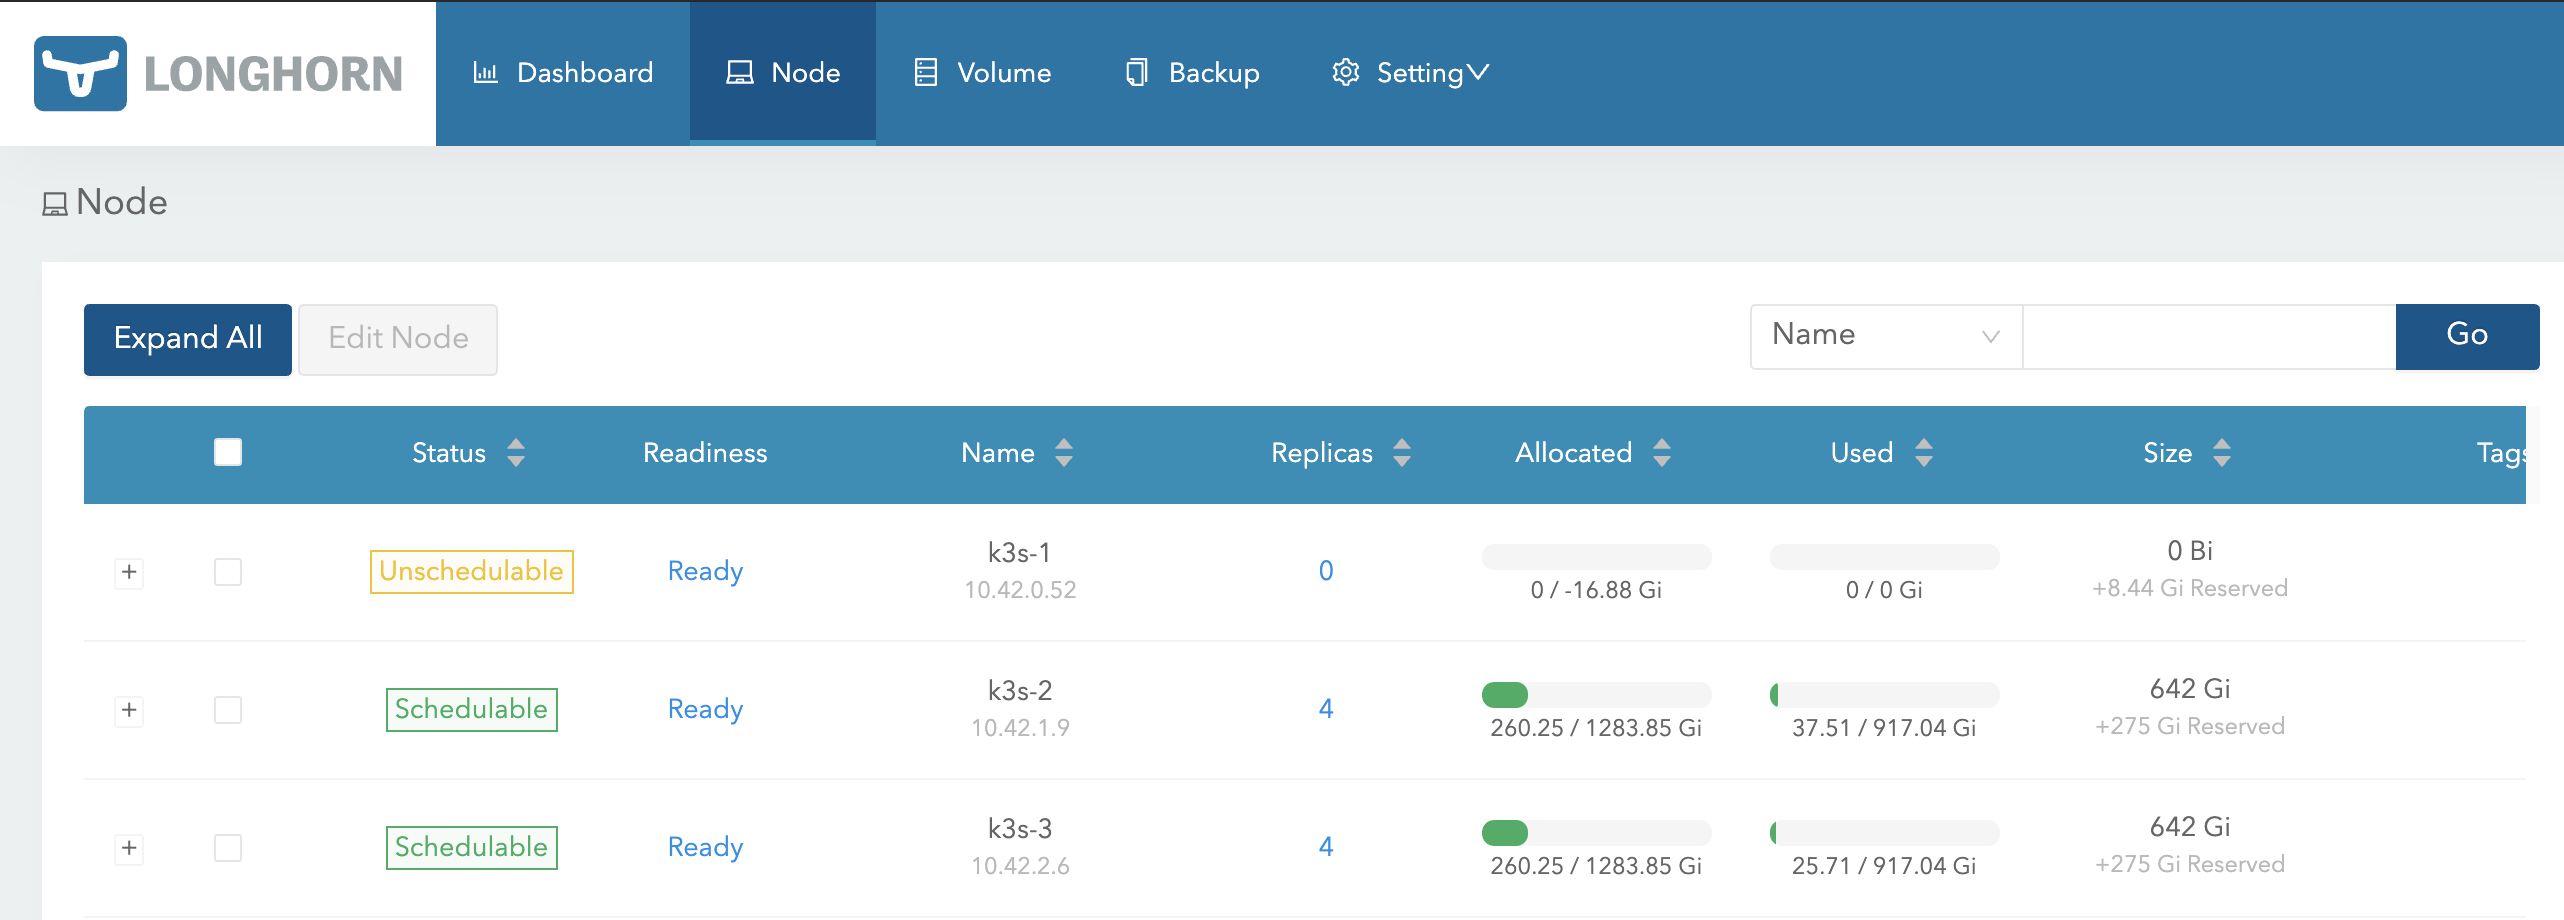 LONGHORN Dashboard Node Volume Backup Setting
Node
Expand All Edit Node Name Go
Status Readiness Name Replicas Allocated Used Size Tags
Unschedulable Ready k3s-1 0 0 Bi
10.42.0.52 0 / -16.88 Gi 0 / 0 Gi +8.44 Gi Reserved
Schedulable Ready k3s-2 4 642 Gi
10.42.1.9 260.25 / 1283.85 Gi 37.51 / 917.04 Gi +275 Gi Reserved
Schedulable Ready k3s-3 4 642 Gi
10.42.2.6 260.25 / 1283.85 Gi 25.71 / 917.04 Gi +275 Gi Reserved